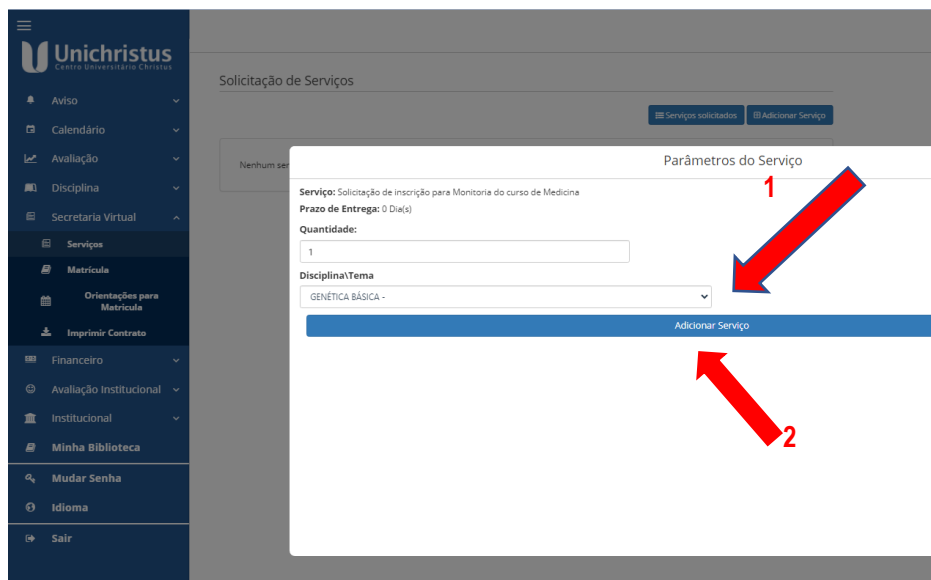 Unichristus
Centro Universitário Christus
Aviso
Calendário
Avaliação
Disciplina
Secretaria Virtual
Serviços
Matrícula
Orientações para
Matrícula
Imprimir Contrato
Financeiro
Avaliação Institucional
Institucional
Minha Biblioteca
Mudar Senha
Idioma
Sair
Solicitação de Serviços
Serviços solicitados
Adicionar Serviço
Nenhum ser
Parâmetros do Serviço
1
Serviço: Solicitação de inscrição para Monitoria do curso de Medicina
Prazo de Entrega: 0 Dia(s)
Quantidade:
1
Disciplina\Tema
GENÉTICA BÁSICA -
Adicionar Serviço
2